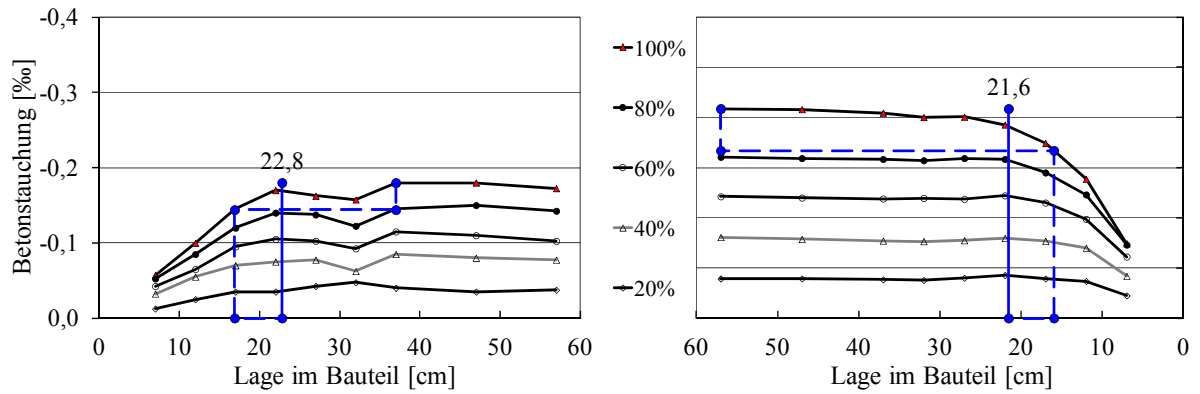 -0,4
-0,3
-0,2
-0,1
0,0
Betonstauchung [‰]
22,8
0 10 20 30 40 50 60
Lage im Bauteil [cm]
100%
80%
60%
40%
20%
21,6
60 50 40 30 20 10 0
Lage im Bauteil [cm]